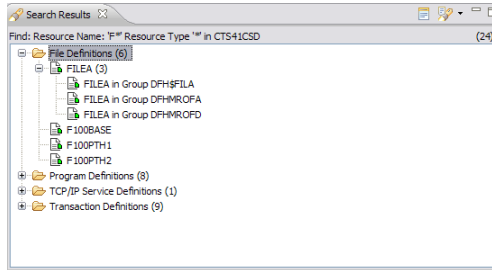 Search Results
Find: Resource Name: 'F*' Resource Type '*' in CTS41CSD (24)
File Definitions (6)
FILEA (3)
FILEA in Group DFH$FILA
FILEA in Group DFHMROFA
FILEA in Group DFHMROFD
F100BASE
F100PTH1
F100PTH2
Program Definitions (8)
TCP/IP Service Definitions (1)
Transaction Definitions (9)